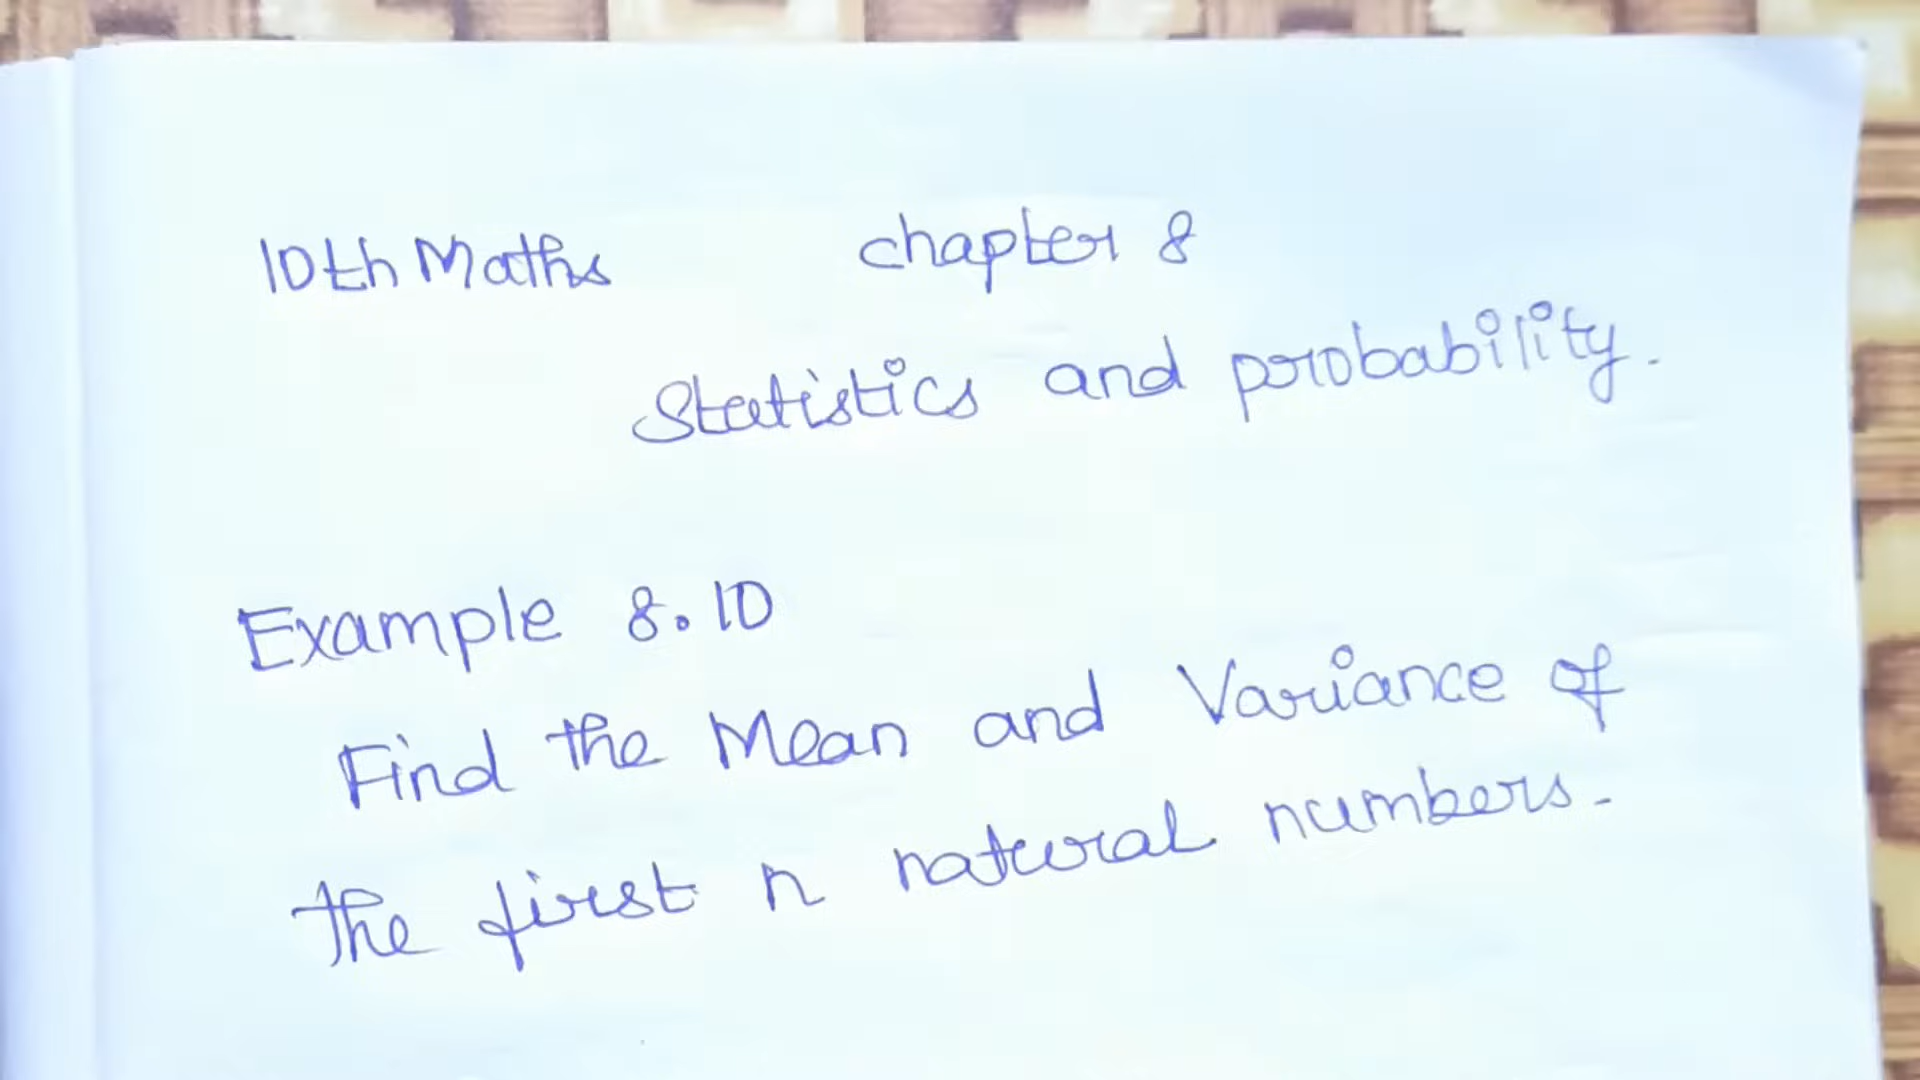 10th Maths chapter 8
Statistics and probability.
Example 8.10
Find the Mean and Variance of
the first n natural numbers.